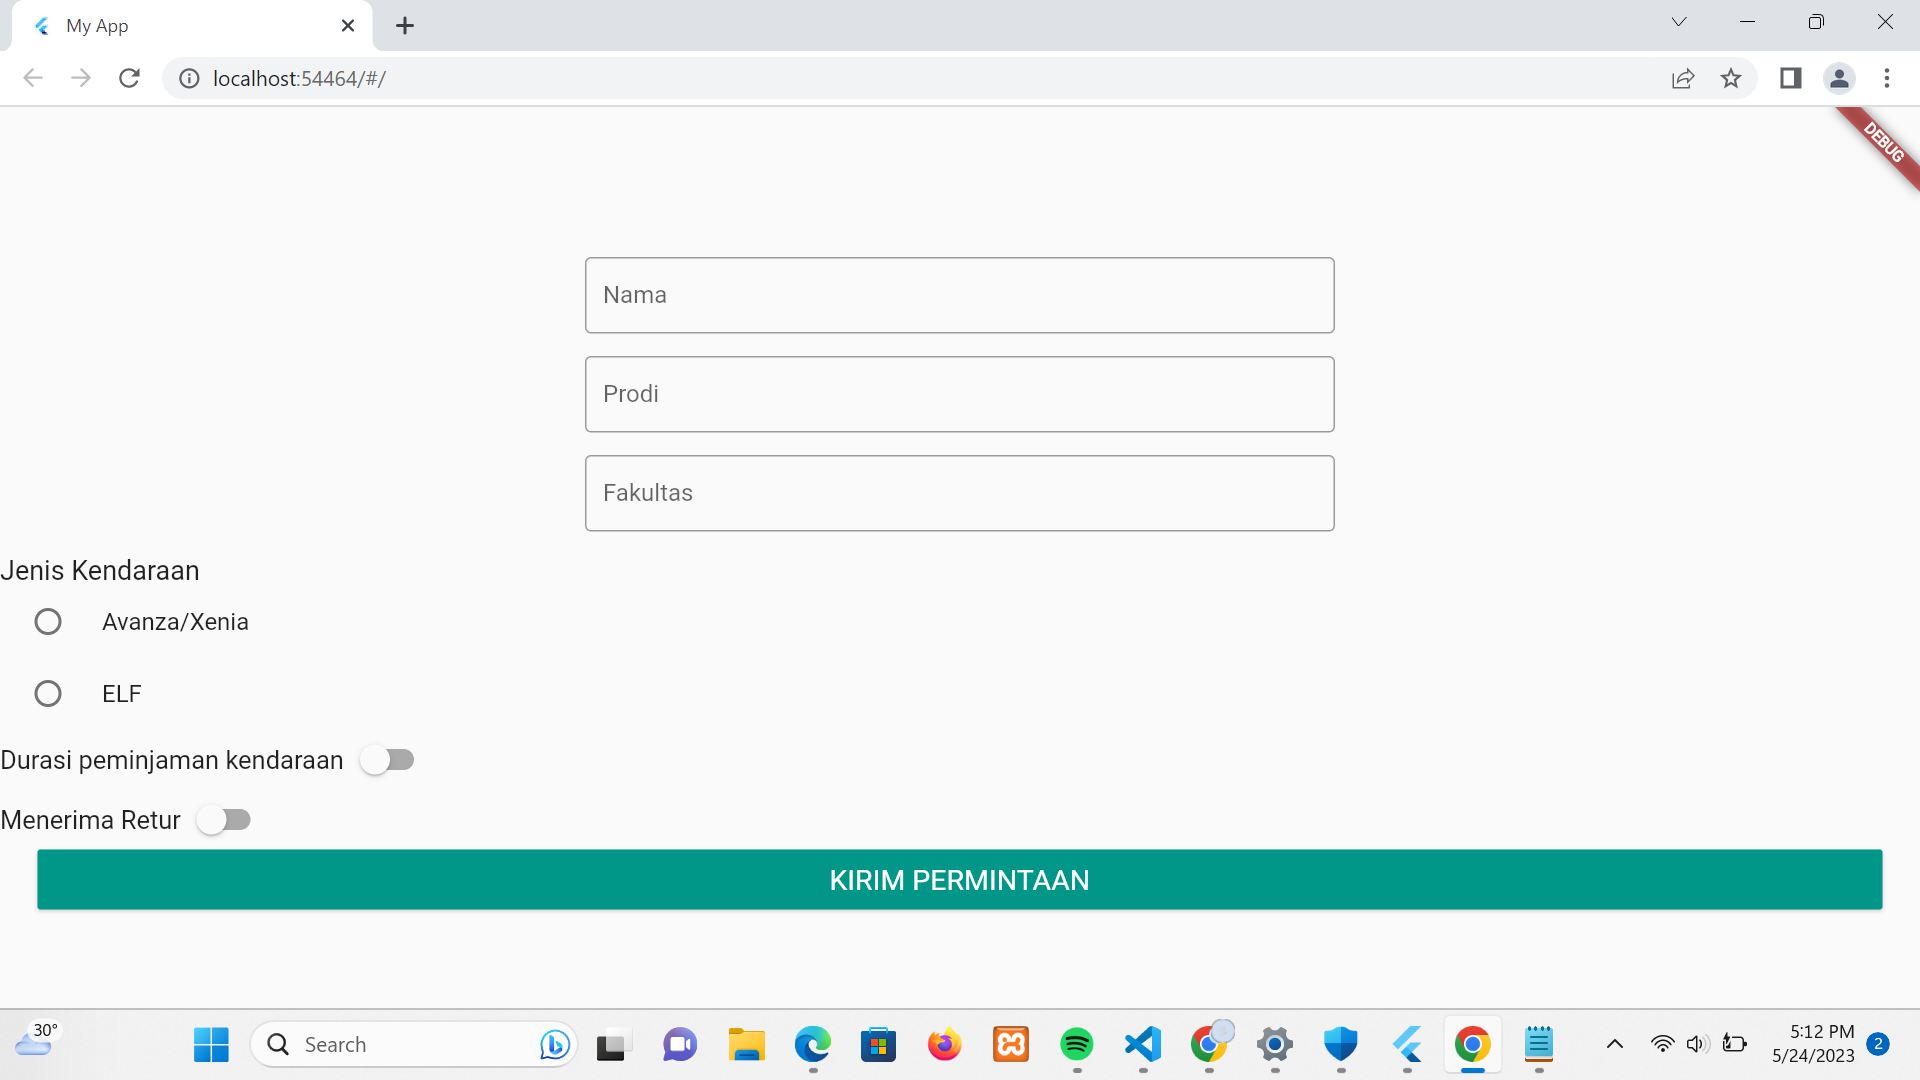 My App
localhost:54464/#/
DEBUG
Nama
Prodi
Fakultas
Jenis Kendaraan
Avanza/Xenia
ELF
Durasi peminjaman kendaraan
Menerima Retur
KIRIM PERMINTAAN
30°
Search
5:12 PM
5/24/2023
2